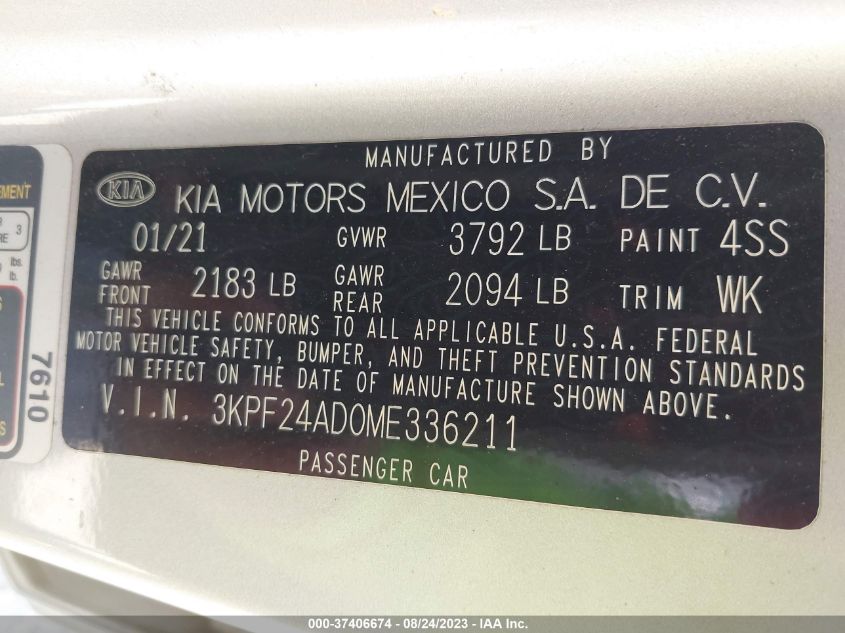 MANUFACTURED BY
KIA KIA MOTORS MEXICO S.A. DE C.V.
01/21 GVWR 3792 LB PAINT 4SS
GAWR FRONT 2183 LB GAWR REAR 2094 LB TRIM WK
THIS VEHICLE CONFORMS TO ALL APPLICABLE U.S.A. FEDERAL
MOTOR VEHICLE SAFETY, BUMPER, AND THEFT PREVENTION STANDARDS
IN EFFECT ON THE DATE OF MANUFACTURE SHOWN ABOVE.
V.I.N. 3KPF24AD0ME336211
PASSENGER CAR
3
lbs.
lb.
7610
000-37406674 - 08/24/2023 - IAA Inc.